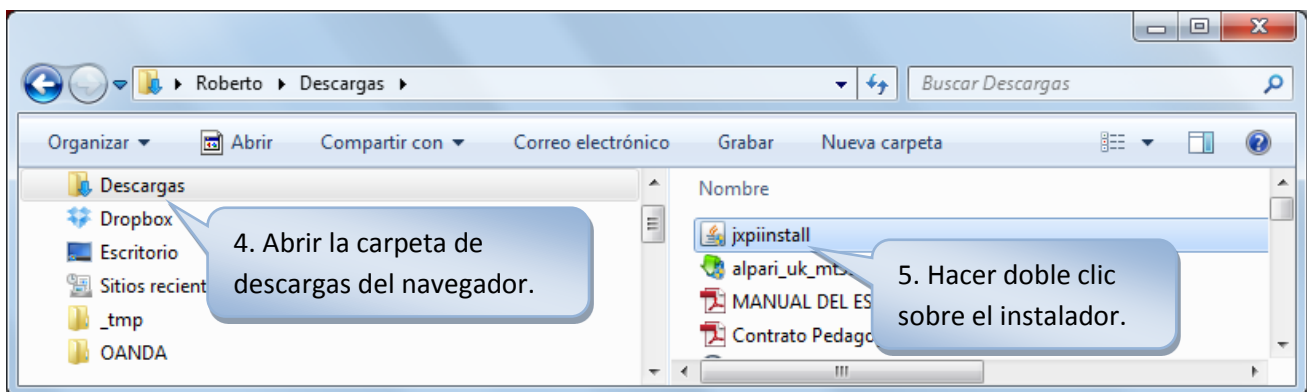 Roberto Descargas
Buscar Descargas
Organizar Abrir Compartir con Correo electrónico Grabar Nueva carpeta
Descargas
Dropbox
Escritorio
Sitios recient
_tmp
OANDA
4. Abrir la carpeta de
descargas del navegador.
Nombre
jxpiinstall
alpari_uk_mt
MANUAL DEL ES
Contrato Pedag
5. Hacer doble clic
sobre el instalador.